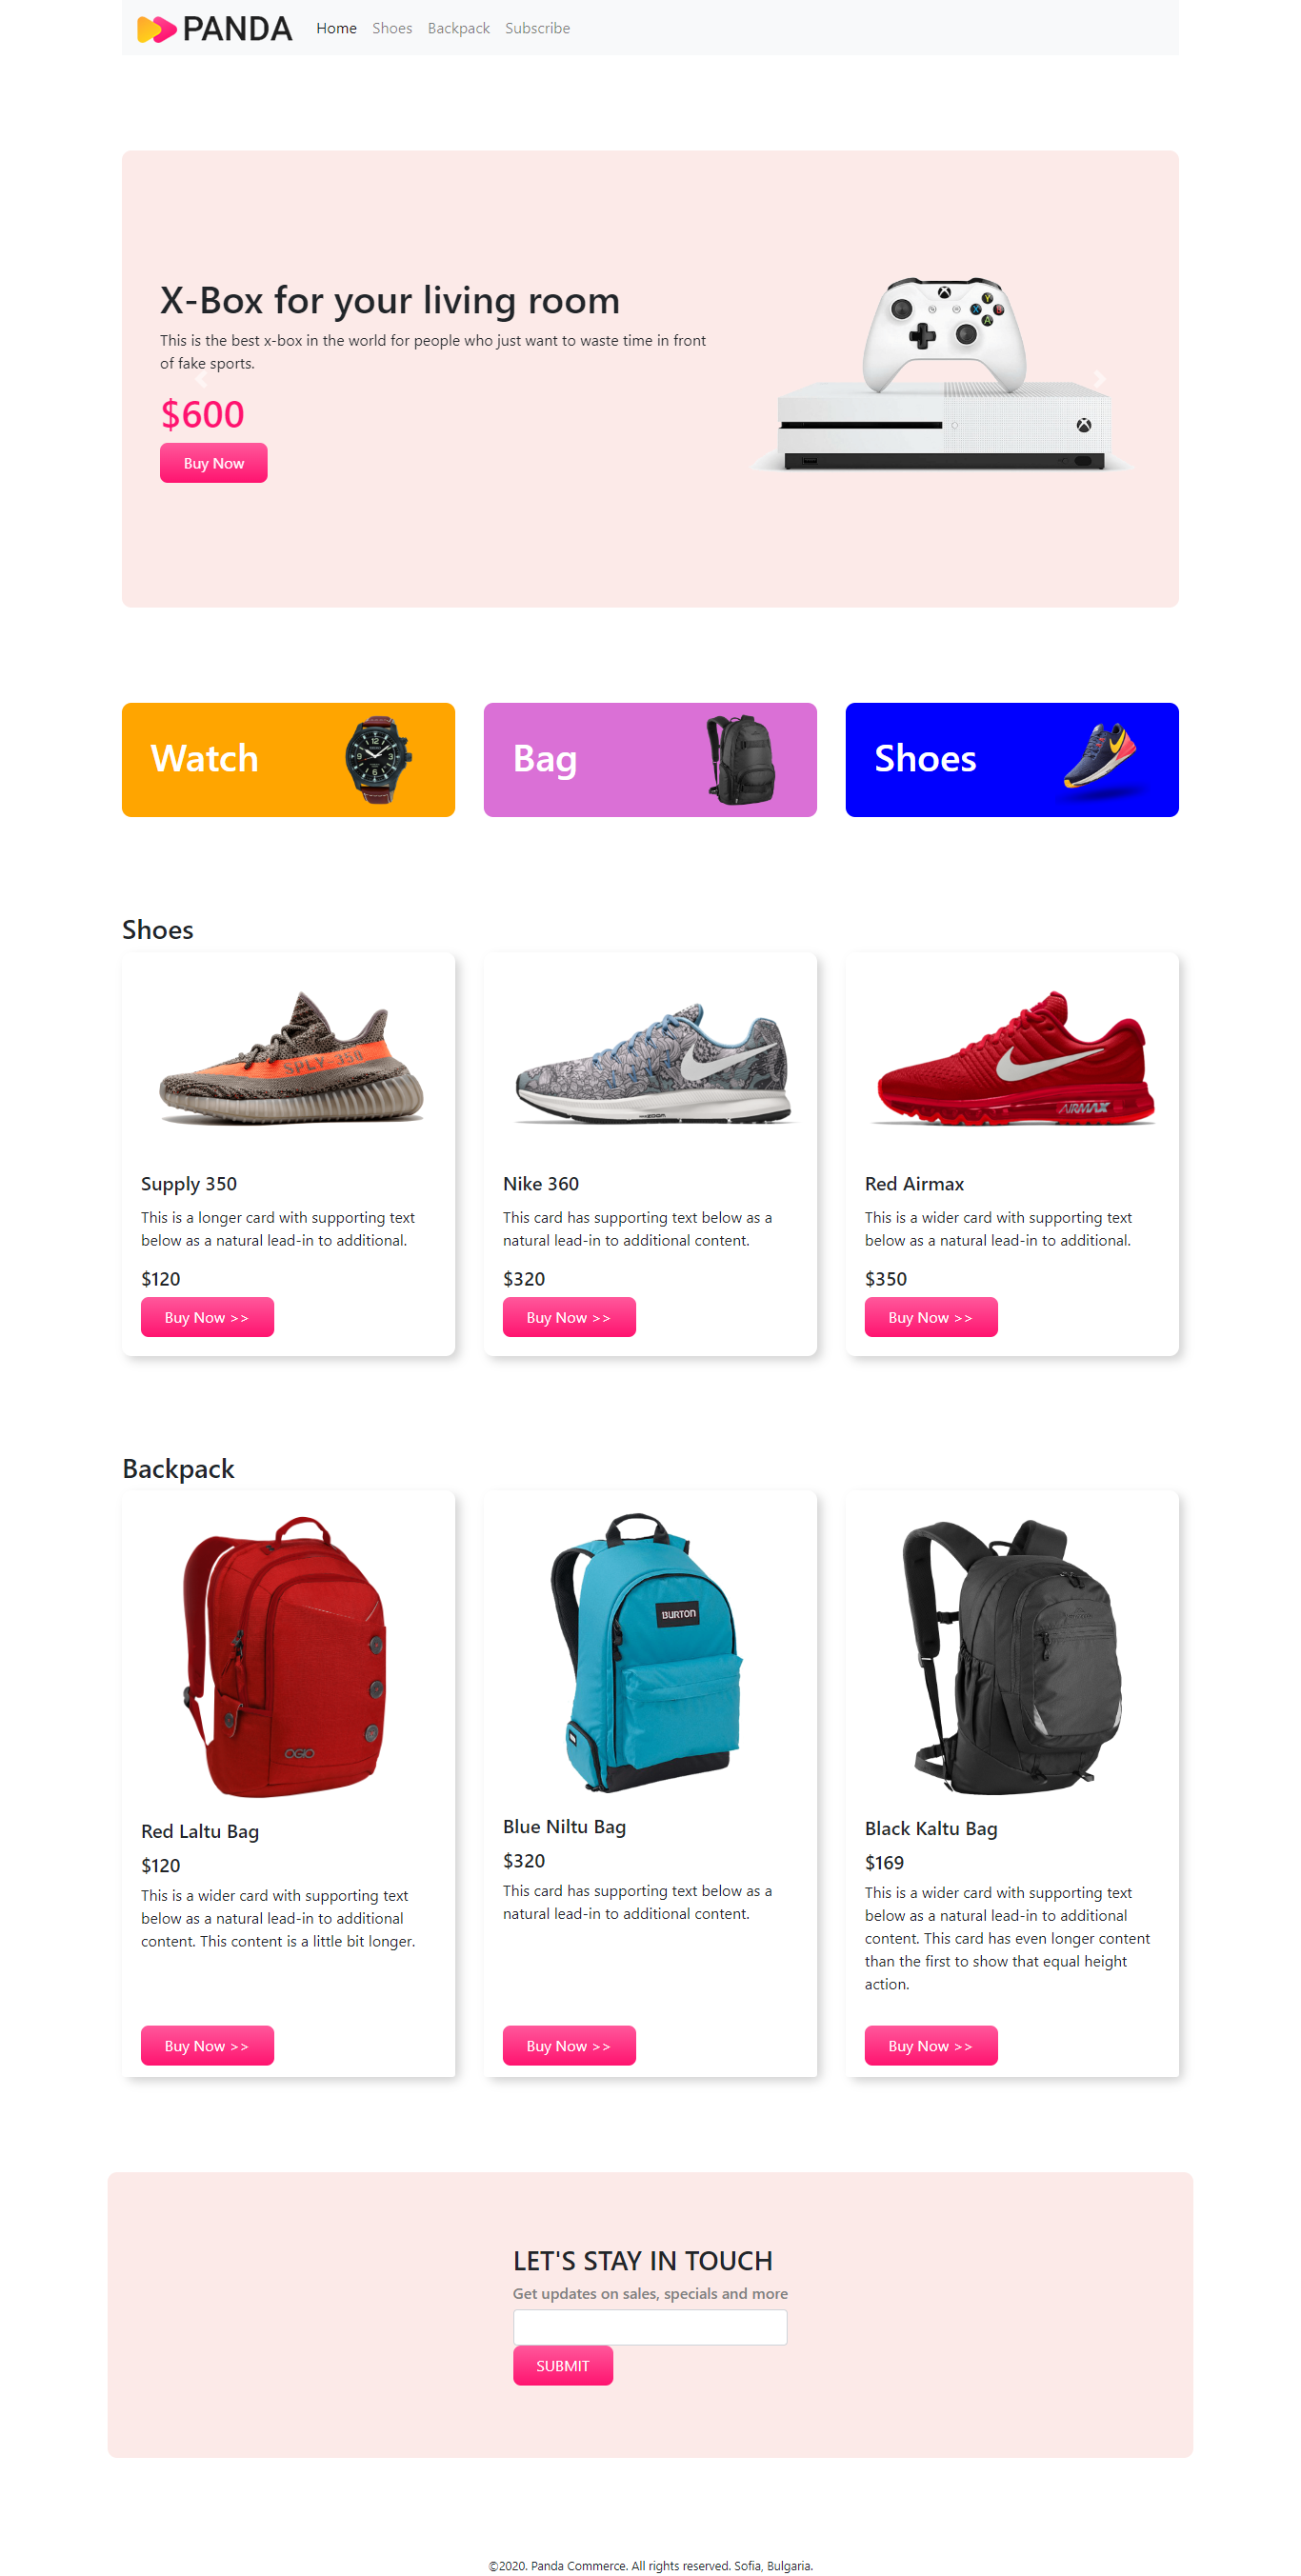 PANDA Home Shoes Backpack Subscribe
X-Box for your living room
This is the best x-box in the world for people who just want to waste time in front
of fake sports.
$600
Buy Now
Y
X B
A
Watch
Bag
Shoes
Shoes
SPLY-350
ZOOM
AIRMAX
Supply 350
This is a longer card with supporting text
below as a natural lead-in to additional.
$120
Buy Now >>
Nike 360
This card has supporting text below as a
natural lead-in to additional content.
$320
Buy Now >>
Red Airmax
This is a wider card with supporting text
below as a natural lead-in to additional.
$350
Buy Now >>
Backpack
OGIO
BURTON
Red Laltu Bag
$120
This is a wider card with supporting text
below as a natural lead-in to additional
content. This content is a little bit longer.
Buy Now >>
Blue Niltu Bag
$320
This card has supporting text below as a
natural lead-in to additional content.
Buy Now >>
Black Kaltu Bag
$169
This is a wider card with supporting text
below as a natural lead-in to additional
content. This card has even longer content
than the first to show that equal height
action.
Buy Now >>
LET'S STAY IN TOUCH
Get updates on sales, specials and more
SUBMIT
©2020. Panda Commerce. All rights reserved. Sofia, Bulgaria.